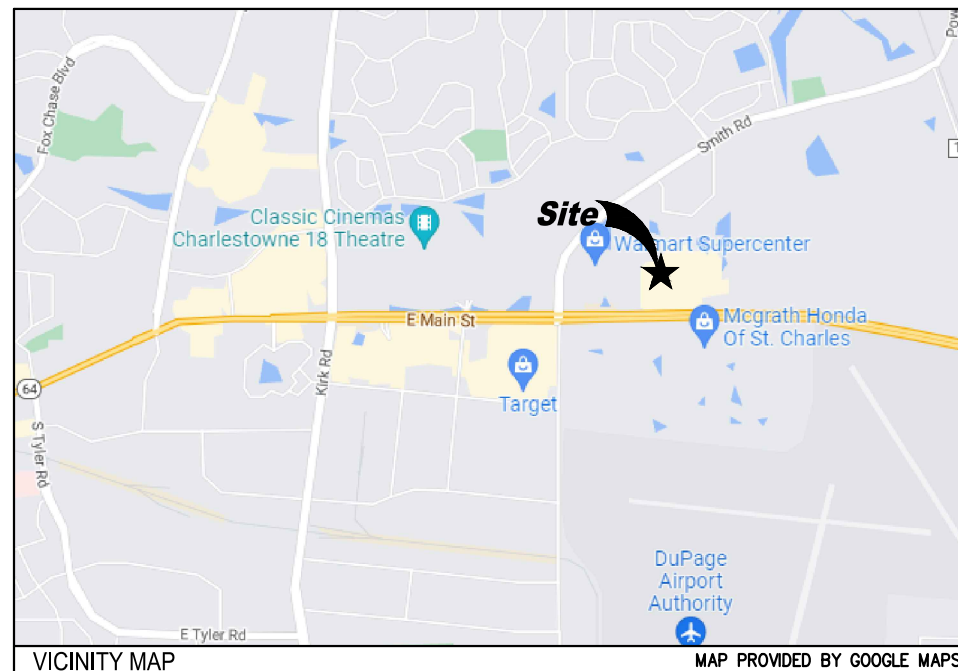 Pow
Fox Chase Blvd
Smith Rd
1
Site
Classic Cinemas
Charlestowne 18 Theatre
Walmart Supercenter
E Main St
Mcgrath Honda
Of St. Charles
Kirk Rd
64
Target
S Tyler Rd
DuPage
Airport
Authority
E Tyler Rd
VICINITY MAP
MAP PROVIDED BY GOOGLE MAPS